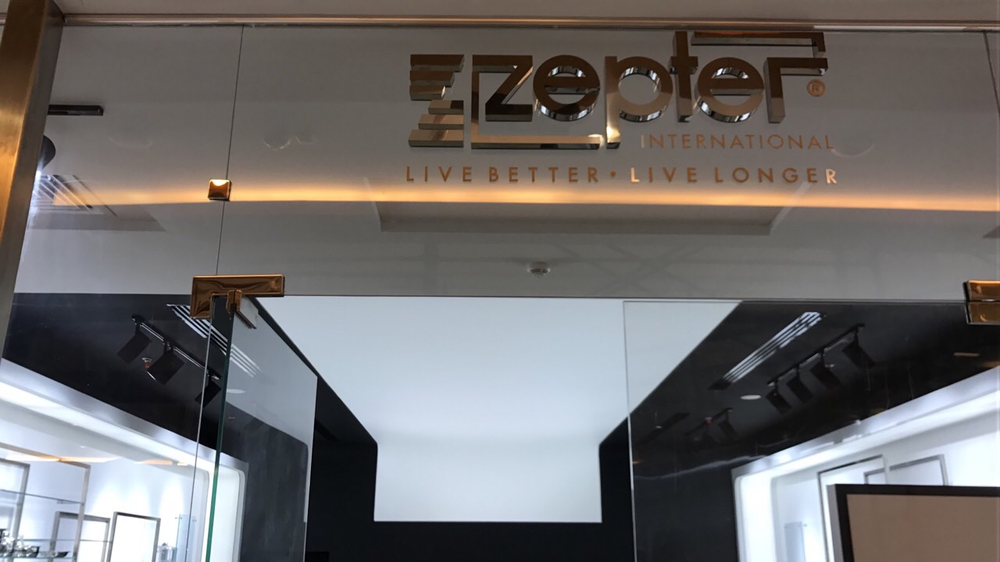 zepter®
INTERNATIONAL
LIVE BETTER • LIVE LONGER